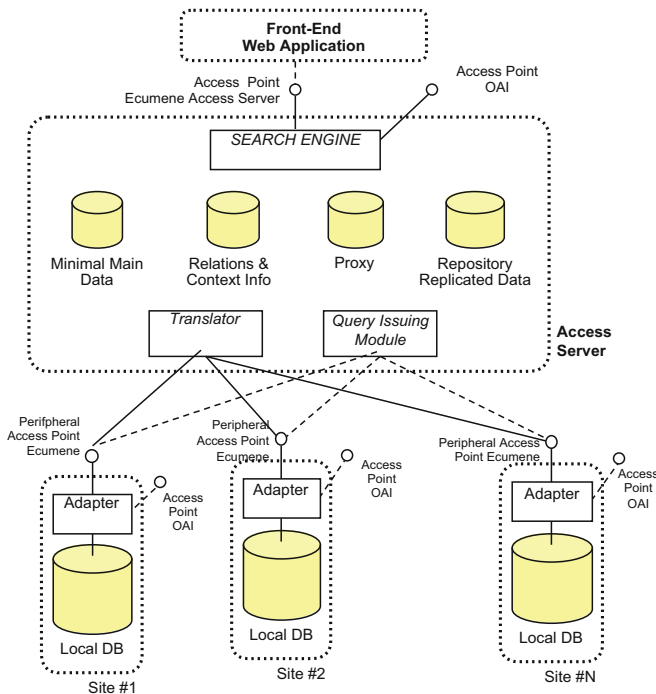 Front-End
Web Application
Access Point
Ecumene Access Server
Access Point
OAI
SEARCH ENGINE
Minimal Main
Data
Relations &
Context Info
Proxy
Repository
Replicated Data
Translator
Query Issuing
Module
Access
Server
Perifpheral
Access Point
Ecumene
Peripheral
Access Point
Ecumene
Peripheral Access
Point Ecumene
Adapter
Access
Point
OAI
Adapter
Access
Point
OAI
Adapter
Access
Point
OAI
Local DB
Local DB
Local DB
Site #1
Site #2
Site #N